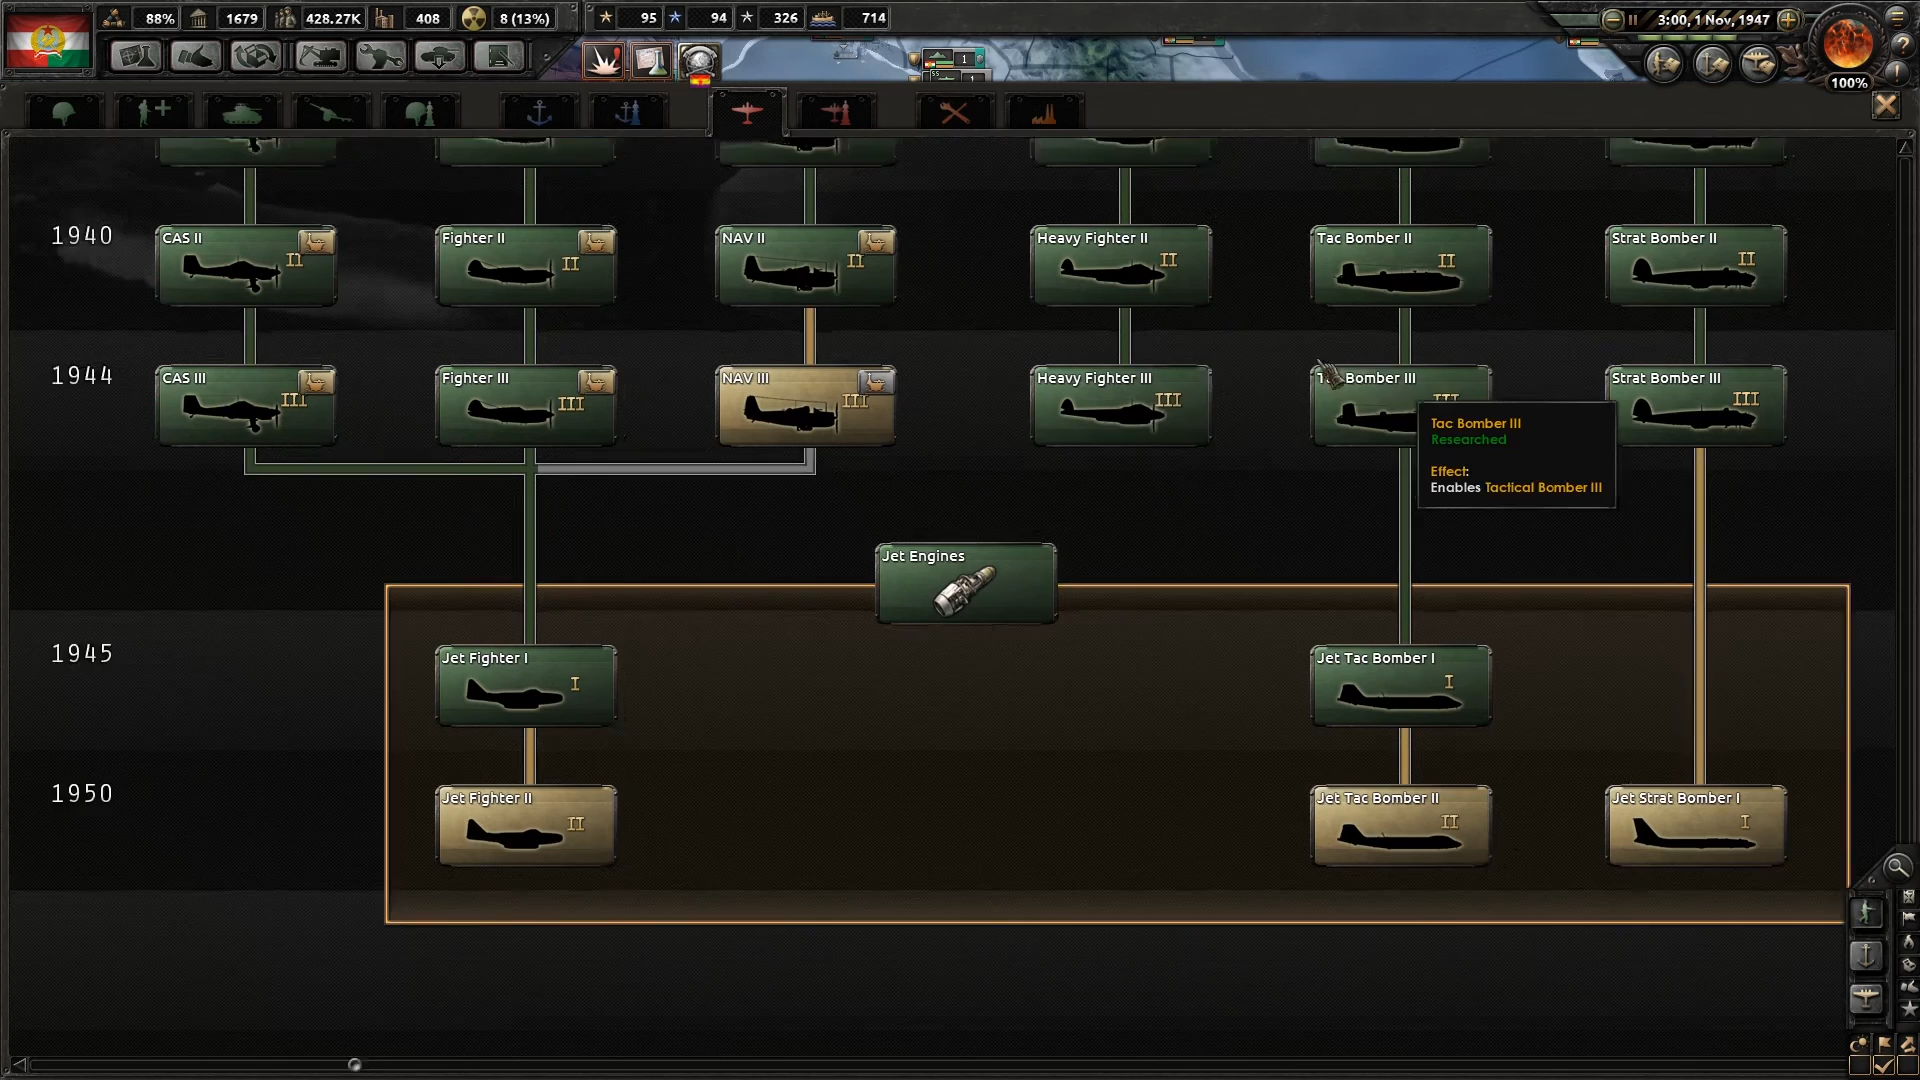 88% 1679 428.27K 408 8 (13%) 95 94 326 714 3:00, 1 Nov, 1947
1
1
100%
1940 CAS II II Fighter II II NAV II II Heavy Fighter II II Tac Bomber II II Strat Bomber II II
1944 CAS III III Fighter III III NAV III III Heavy Fighter III III Bomber III III Strat Bomber III III
Tac Bomber III
Researched
Effect:
Enables Tactical Bomber III
Jet Engines
1945 Jet Fighter I I Jet Tac Bomber I I
1950 Jet Fighter II II Jet Tac Bomber II II Jet Strat Bomber I I